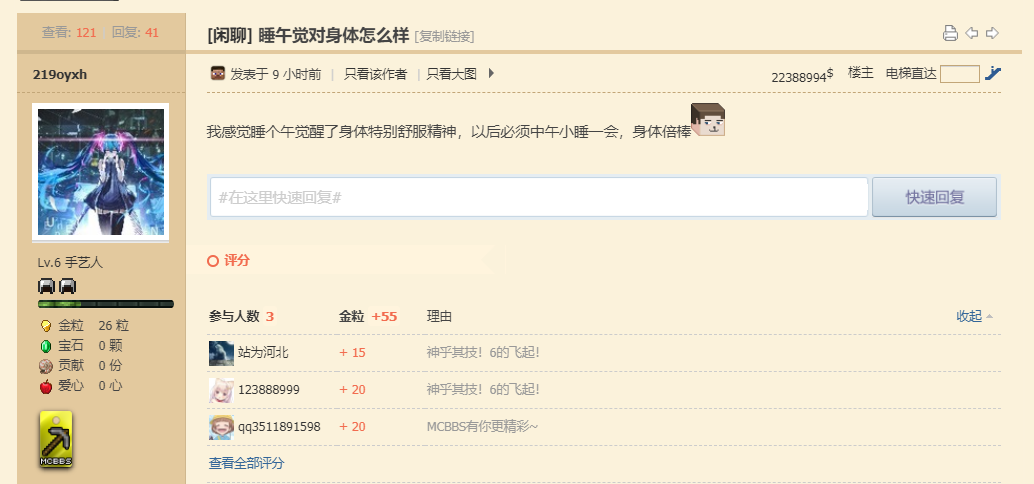 查看: 121 回复: 41
[闲聊] 睡午觉对身体怎么样 [复制链接]
219oyxh
发表于 9 小时前 | 只看该作者 | 只看大图
22388994$ 楼主 电梯直达
我感觉睡个午觉醒了身体特别舒服精神，以后必须中午小睡一会，身体倍棒
#在这里快速回复#
快速回复
Lv.6 手艺人
金粒 26 粒
宝石 0 颗
贡献 0 份
爱心 0 心
MCBBS
评分
参与人数 3 金粒 +55 理由 收起
站为河北 + 15 神乎其技！6的飞起!
123888999 + 20 神乎其技！6的飞起!
qq3511891598 + 20 MCBBS有你更精彩~
查看全部评分